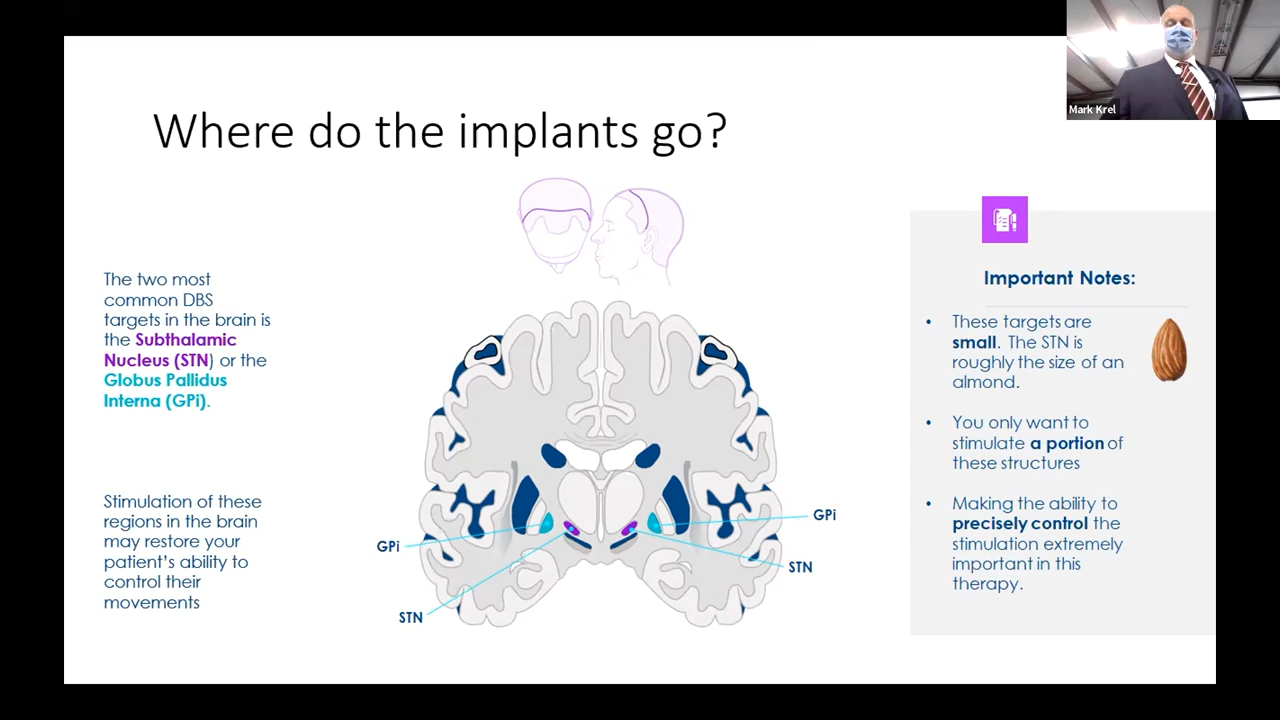 Mark Krel
Where do the implants go?
The two most
common DBS
targets in the brain is
the Subthalamic
Nucleus (STN) or the
Globus Pallidus
Interna (GPi).
Stimulation of these
regions in the brain
may restore your
patient's ability to
control their
movements
GPi
STN
GPi
STN
Important Notes:
• These targets are
small. The STN is
roughly the size of an
almond.
• You only want to
stimulate a portion of
these structures
• Making the ability to
precisely control the
stimulation extremely
important in this
therapy.